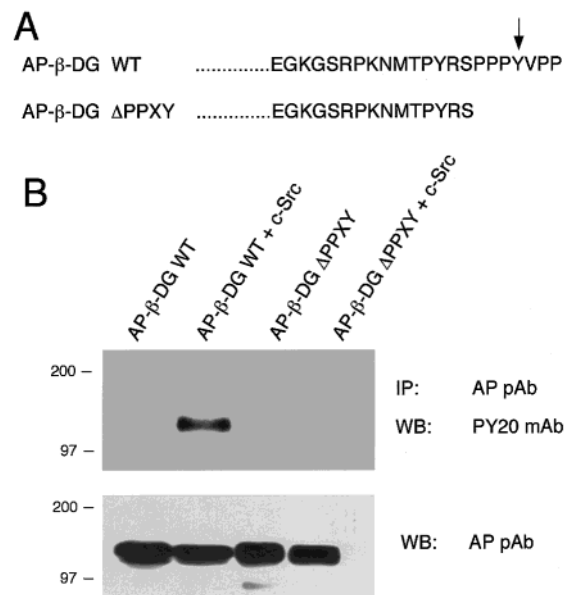 A
AP-β-DG WT ..............EGKGSRPKNMTPYRSPPPYVPP
AP-β-DG ΔPPXY ..............EGKGSRPKNMTPYRS
B
AP-β-DG WT
AP-β-DG WT + c-Src
AP-β-DG ΔPPXY
AP-β-DG ΔPPXY + c-Src
200 –
IP: AP pAb
WB: PY20 mAb
97 –
200 –
WB: AP pAb
97 –